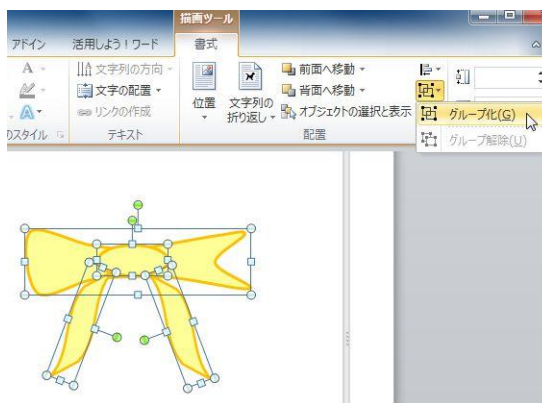 描画ツール
アドイン
活用しよう！ワード
書式
A
文字列の方向
文字の配置
リンクの作成
A
のスタイル
テキスト
位置
文字列の
折り返し
前面へ移動
背面へ移動
オブジェクトの選択と表示
配置
グループ化(G)
グループ解除(U)